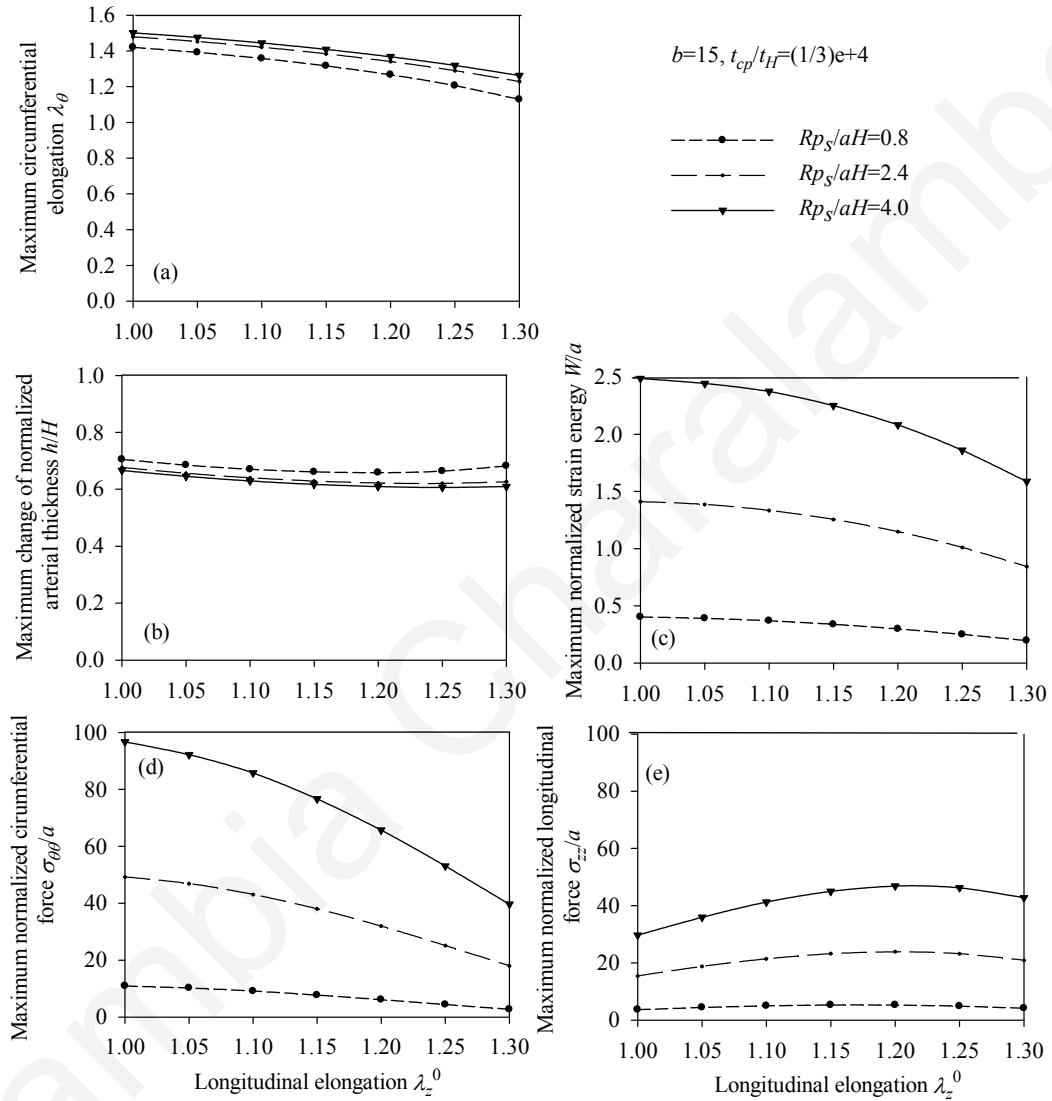 Maximum circumferential
elongation λθ
1.6
1.4
1.2
1.0
0.8
0.6
0.4
0.2
0.0
(a)
1.00 1.05 1.10 1.15 1.20 1.25 1.30
b=15, tcp/tH=(1/3)e+4
Rps/aH=0.8
Rps/aH=2.4
Rps/aH=4.0
Maximum change of normalized
arterial thickness h/H
1.0
0.8
0.6
0.4
0.2
0.0
(b)
1.00 1.05 1.10 1.15 1.20 1.25 1.30
Maximum normalized strain energy W/a
2.5
2.0
1.5
1.0
0.5
0.0
(c)
1.00 1.05 1.10 1.15 1.20 1.25 1.30
Maximum normalized cirumferential
force σθθ/a
100
80
60
40
20
0
(d)
1.00 1.05 1.10 1.15 1.20 1.25 1.30
Longitudinal elongation λz⁰
Maximum normalized longitudinal
force σzz/a
100
80
60
40
20
0
(e)
1.00 1.05 1.10 1.15 1.20 1.25 1.30
Longitudinal elongation λz⁰